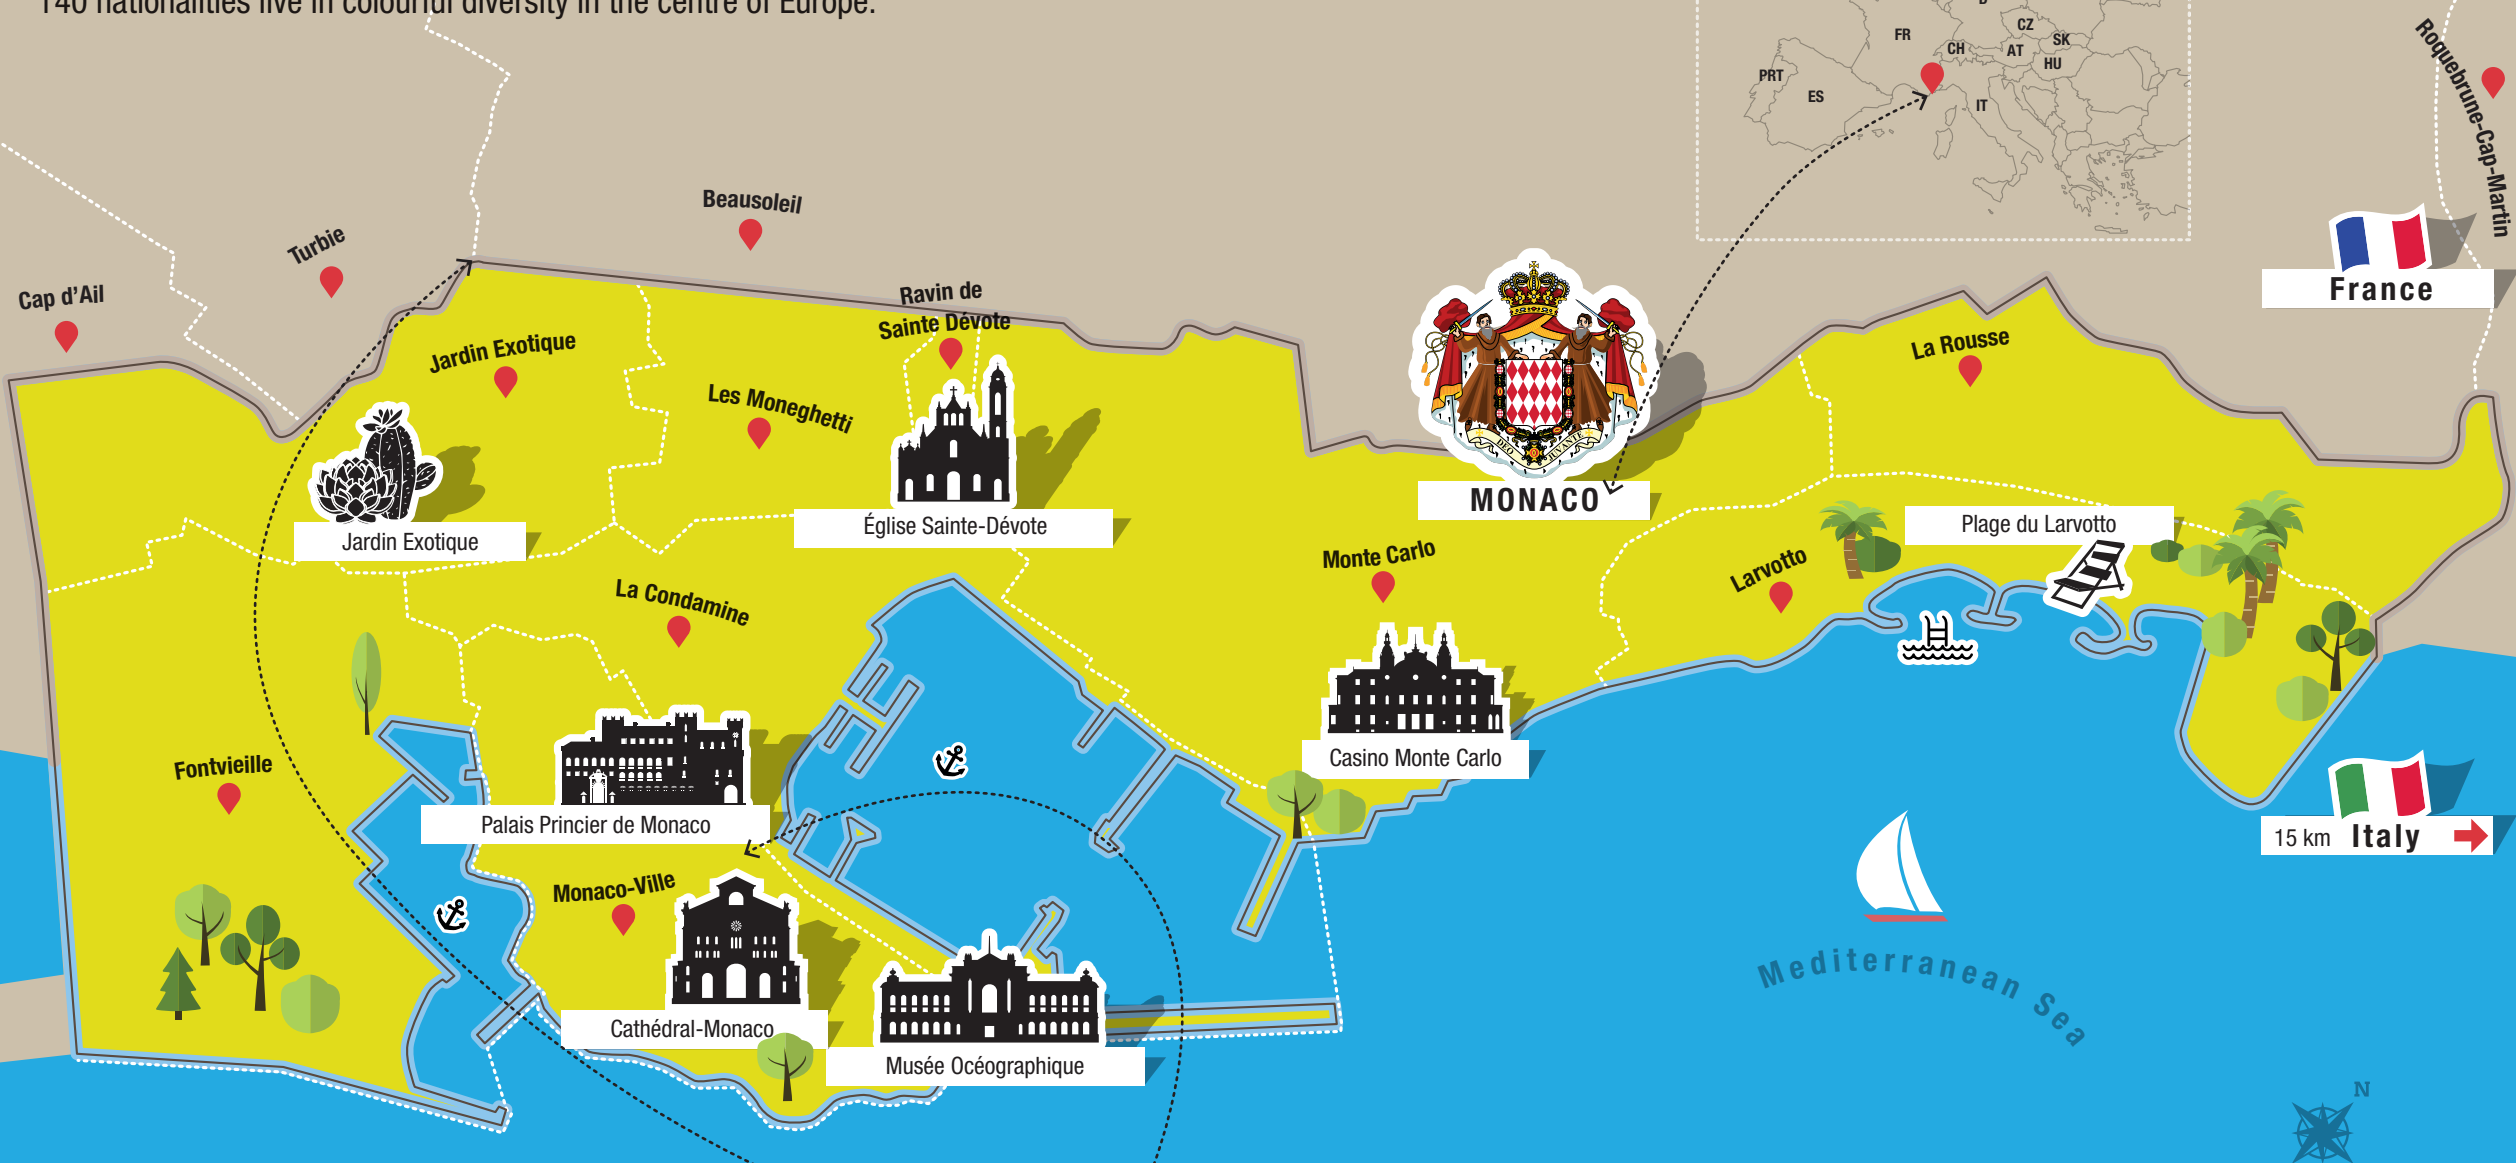 140 nationalities live in colourful diversity in the centre of Europe.
D
CZ
FR
SK
CH
AT
HU
PRT
ES
IT
Roquebrune-Cap-Martin
Beausoleil
Turbie
Cap d'Ail
Ravin de
Sainte Dévote
France
Jardin Exotique
La Rousse
Les Moneghetti
DEO JUVANTE
MONACO
Jardin Exotique
Église Sainte-Dévote
Plage du Larvotto
Monte Carlo
Larvotto
La Condamine
Fontvieille
Casino Monte Carlo
Palais Princier de Monaco
15 km Italy
Monaco-Ville
Mediterranean Sea
Cathédral-Monaco
Musée Océographique
N